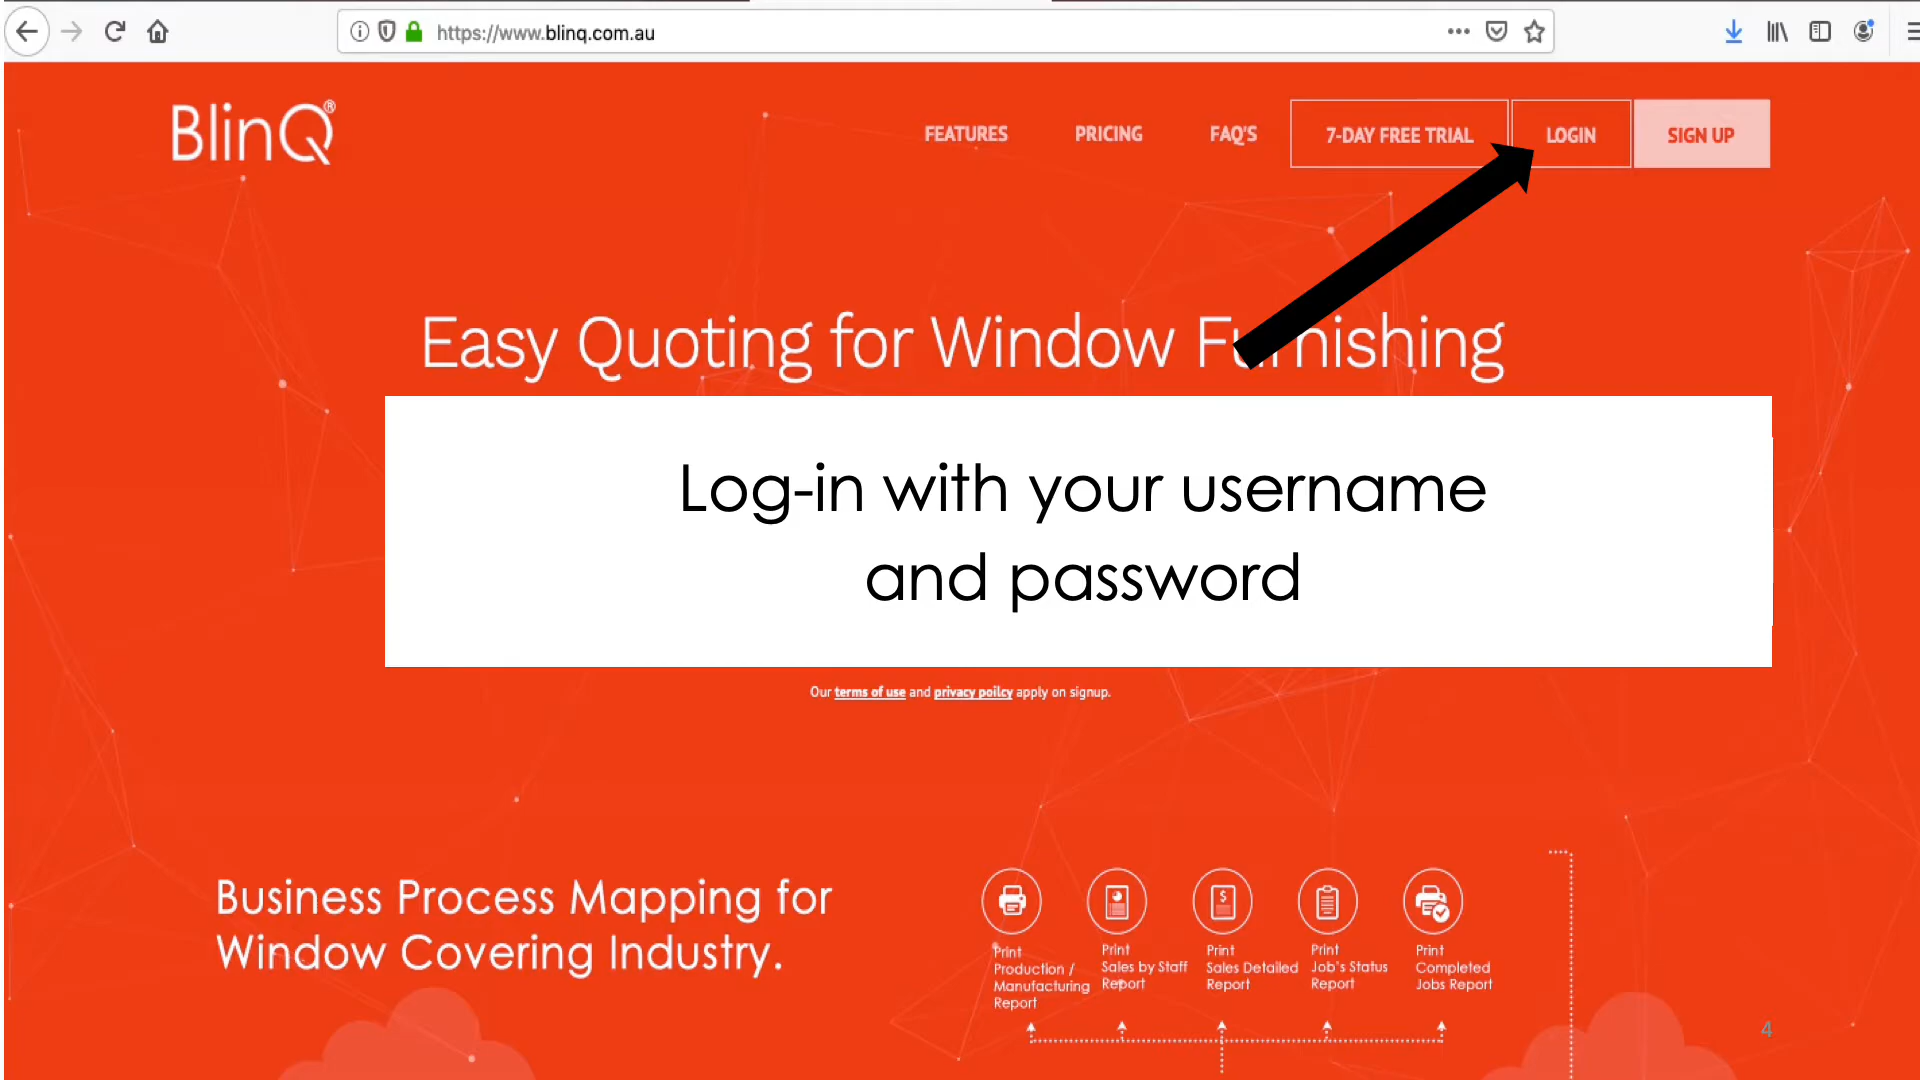 https://www.blinq.com.au
BlinQ®
FEATURES
PRICING
FAQ'S
7-DAY FREE TRIAL
LOGIN
SIGN UP
Easy Quoting for Window Furnishing
Log-in with your username
and password
Our terms of use and privacy poilcy apply on signup.
Business Process Mapping for
Window Covering Industry.
Print
Production /
Manufacturing
Report
Print
Sales by Staff
Report
Print
Sales Detailed
Report
Print
Job's Status
Report
Print
Completed
Jobs Report
4